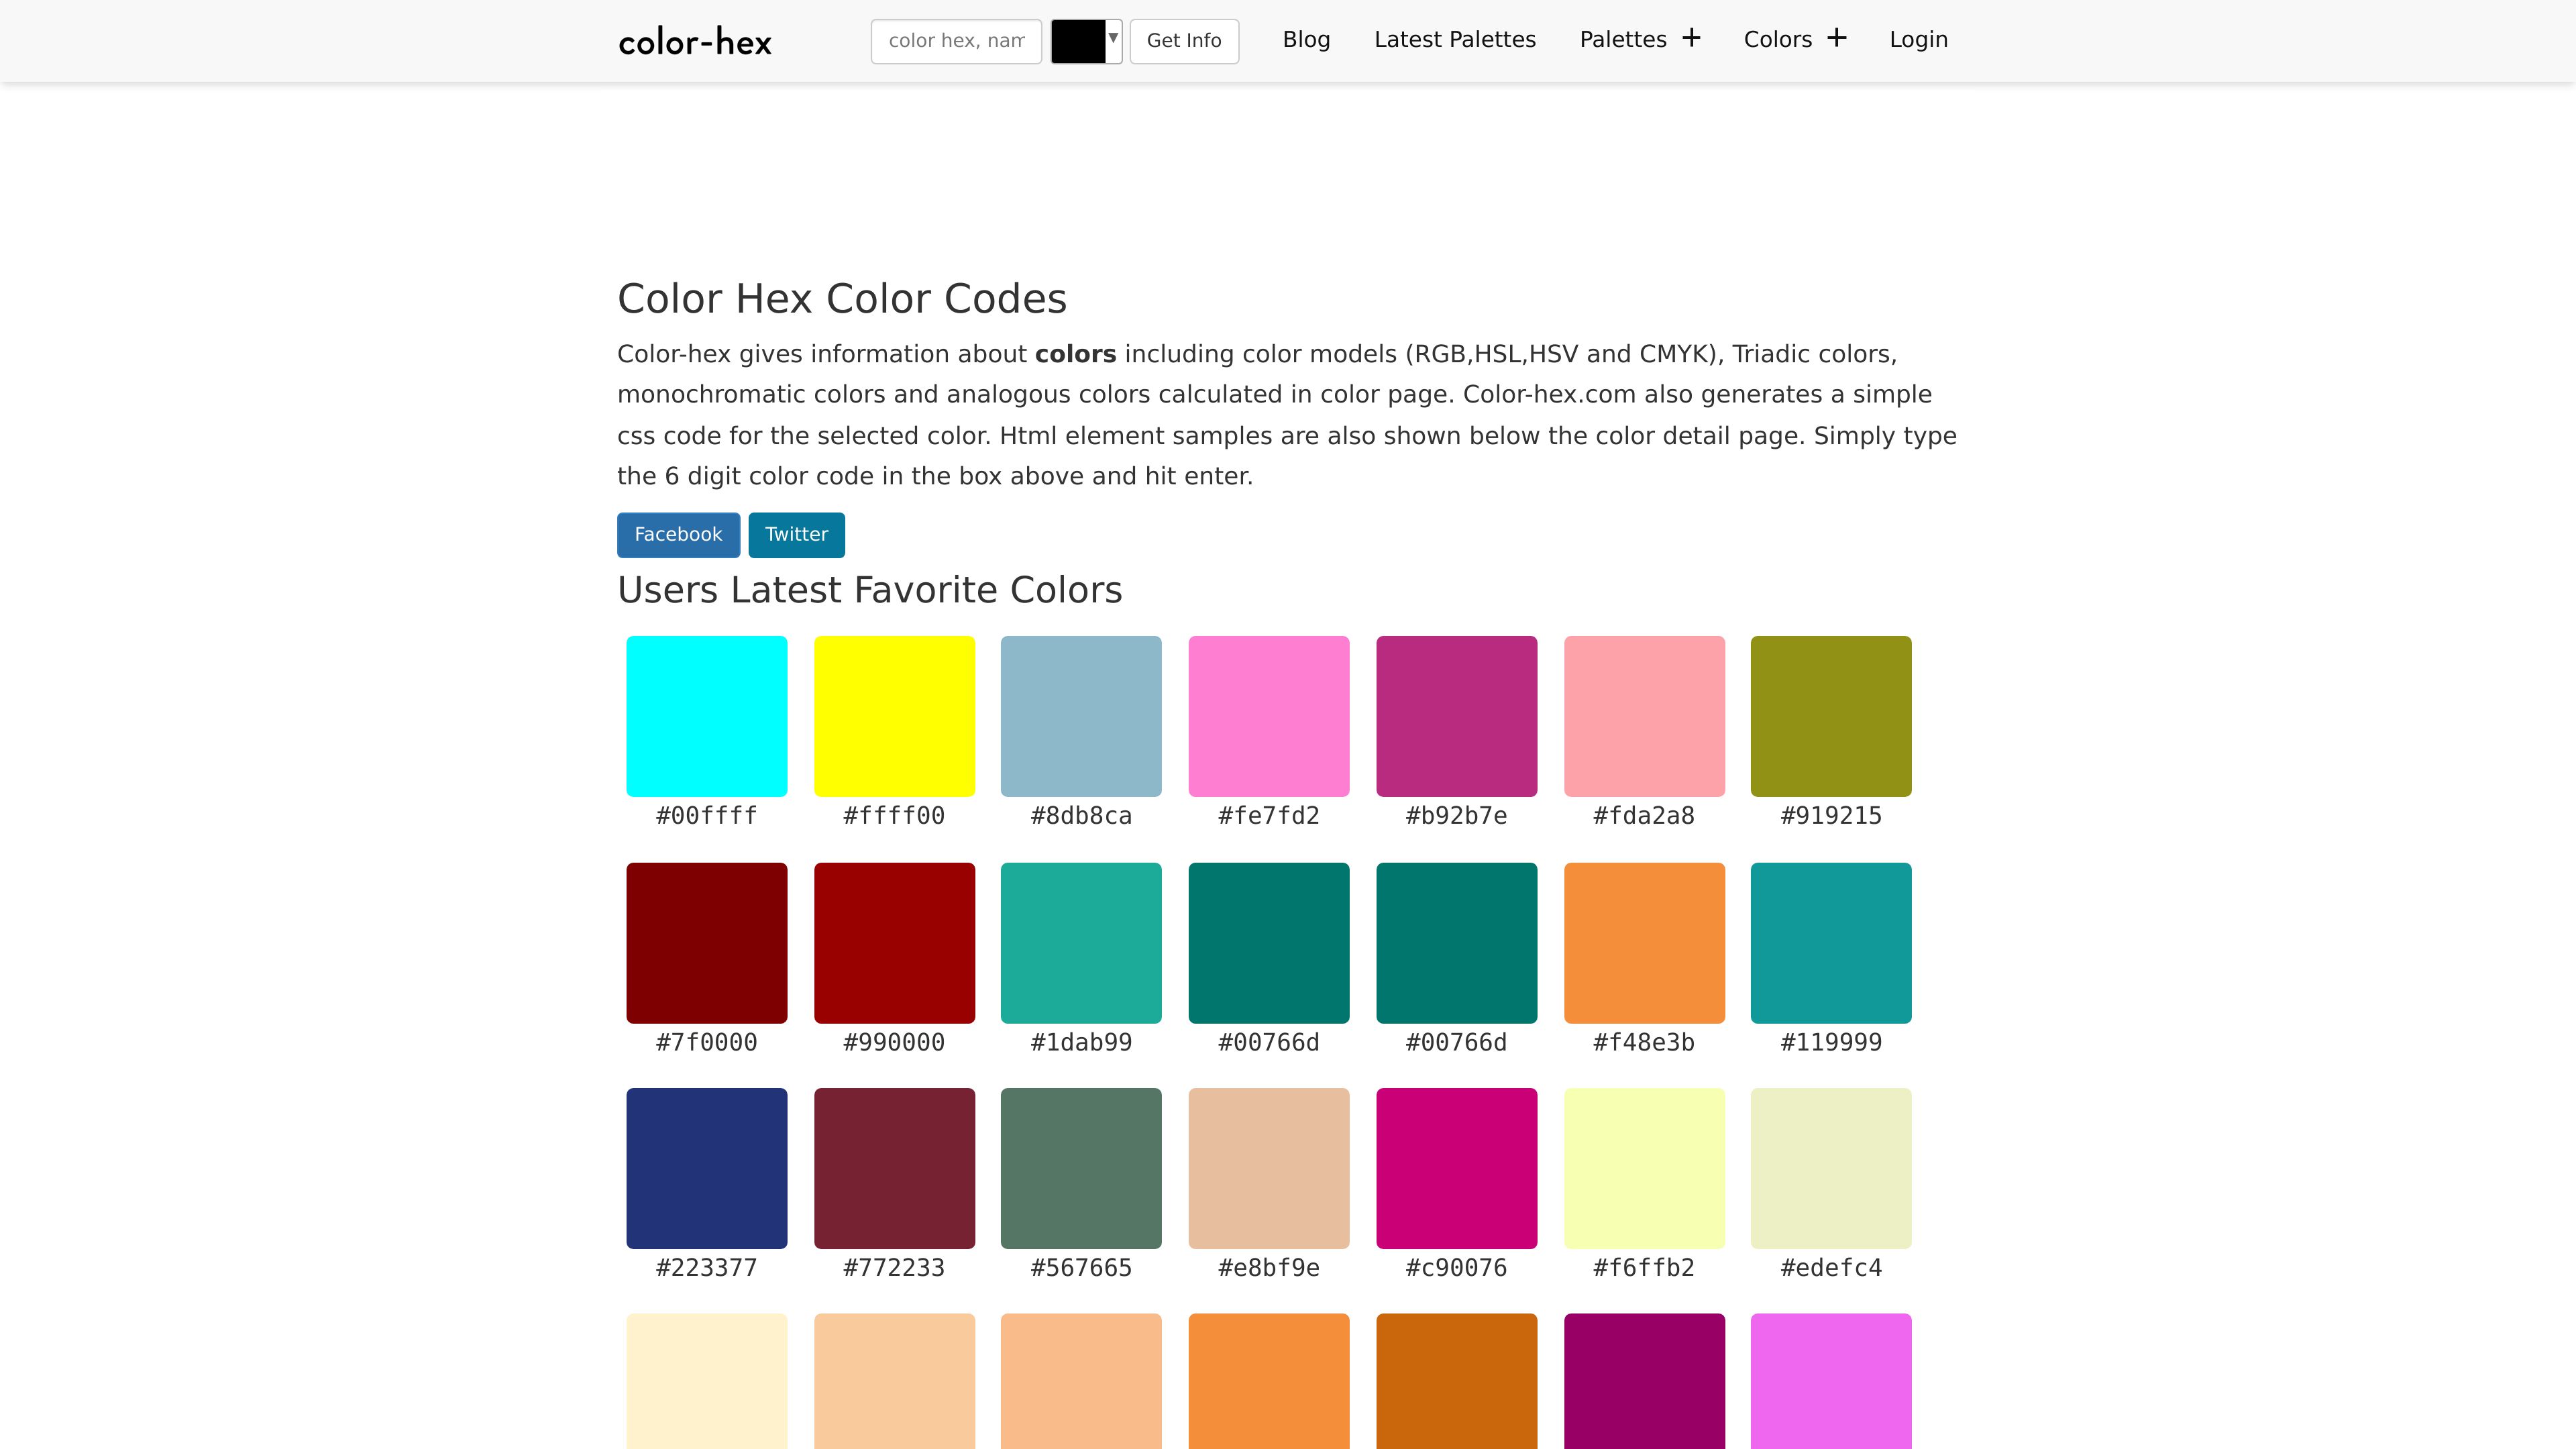 color-hex
color hex, nam
Get Info
Blog
Latest Palettes
Palettes +
Colors +
Login
Color Hex Color Codes
Color-hex gives information about colors including color models (RGB,HSL,HSV and CMYK), Triadic colors,
monochromatic colors and analogous colors calculated in color page. Color-hex.com also generates a simple
css code for the selected color. Html element samples are also shown below the color detail page. Simply type
the 6 digit color code in the box above and hit enter.
Facebook
Twitter
Users Latest Favorite Colors
#00ffff #ffff00 #8db8ca #fe7fd2 #b92b7e #fda2a8 #919215
#7f0000 #990000 #1dab99 #00766d #00766d #f48e3b #119999
#223377 #772233 #567665 #e8bf9e #c90076 #f6ffb2 #edefc4